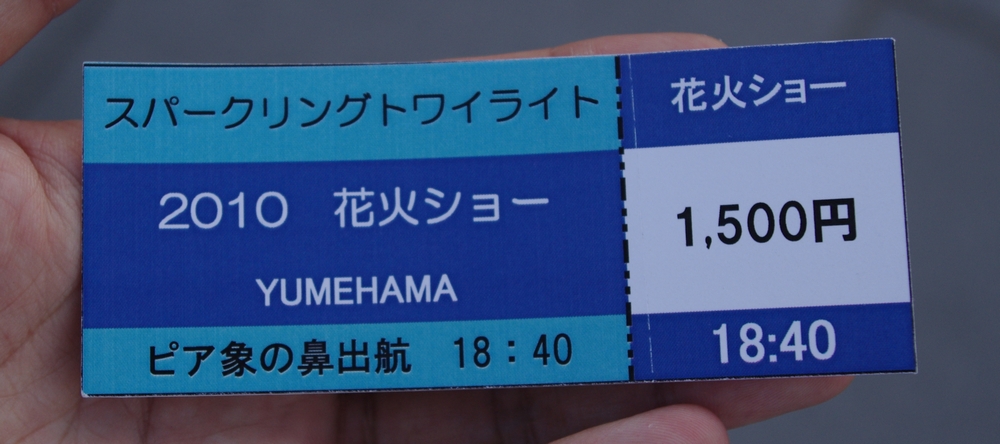 スパークリングトワイライト
2010　花火ショー
YUMEHAMA
ピア象の鼻出航　18：40
花火ショー
1,500円
18:40